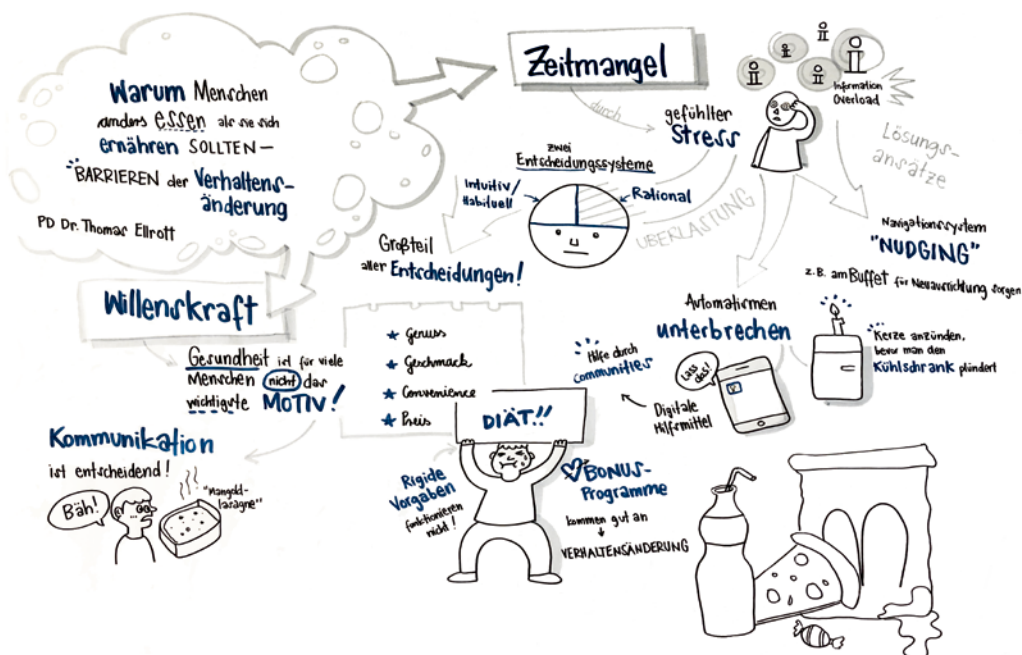 Warum Menschen
anders essen als sie sich
ernähren SOLLTEN —
BARRIEREN der Verhaltens-
änderung
PD Dr. Thomas Ellrott
Zeitmangel
durch
gefühlter
Stress
i
i
i
i
i
Information
Overload
zwei
Entscheidungssysteme
Intuitiv/
Habituell
Rational
Großteil
aller Entscheidungen!
ÜBERLASTUNG
Lösungs-
ansätze
Navigationssystem
"NUDGING"
z.B. am Buffet für Neuausrichtung sorgen
Automatismen
unterbrechen
Kerze anzünden,
bevor man den
Kühlschrank plündert
Lass
das!
Digitale
Hilfsmittel
Hilfe durch
Communities
Willenskraft
Gesundheit ist für viele
Menschen nicht das
wichtigste MOTIV!
Genuss
Geschmack
Convenience
Preis
Kommunikation
ist entscheidend!
Bäh!
"Mangold-
lasagne"
DIÄT!!
Rigide
Vorgaben
funktionieren
nicht!
BONUS-
Programme
kommen gut an
VERHALTENSÄNDERUNG